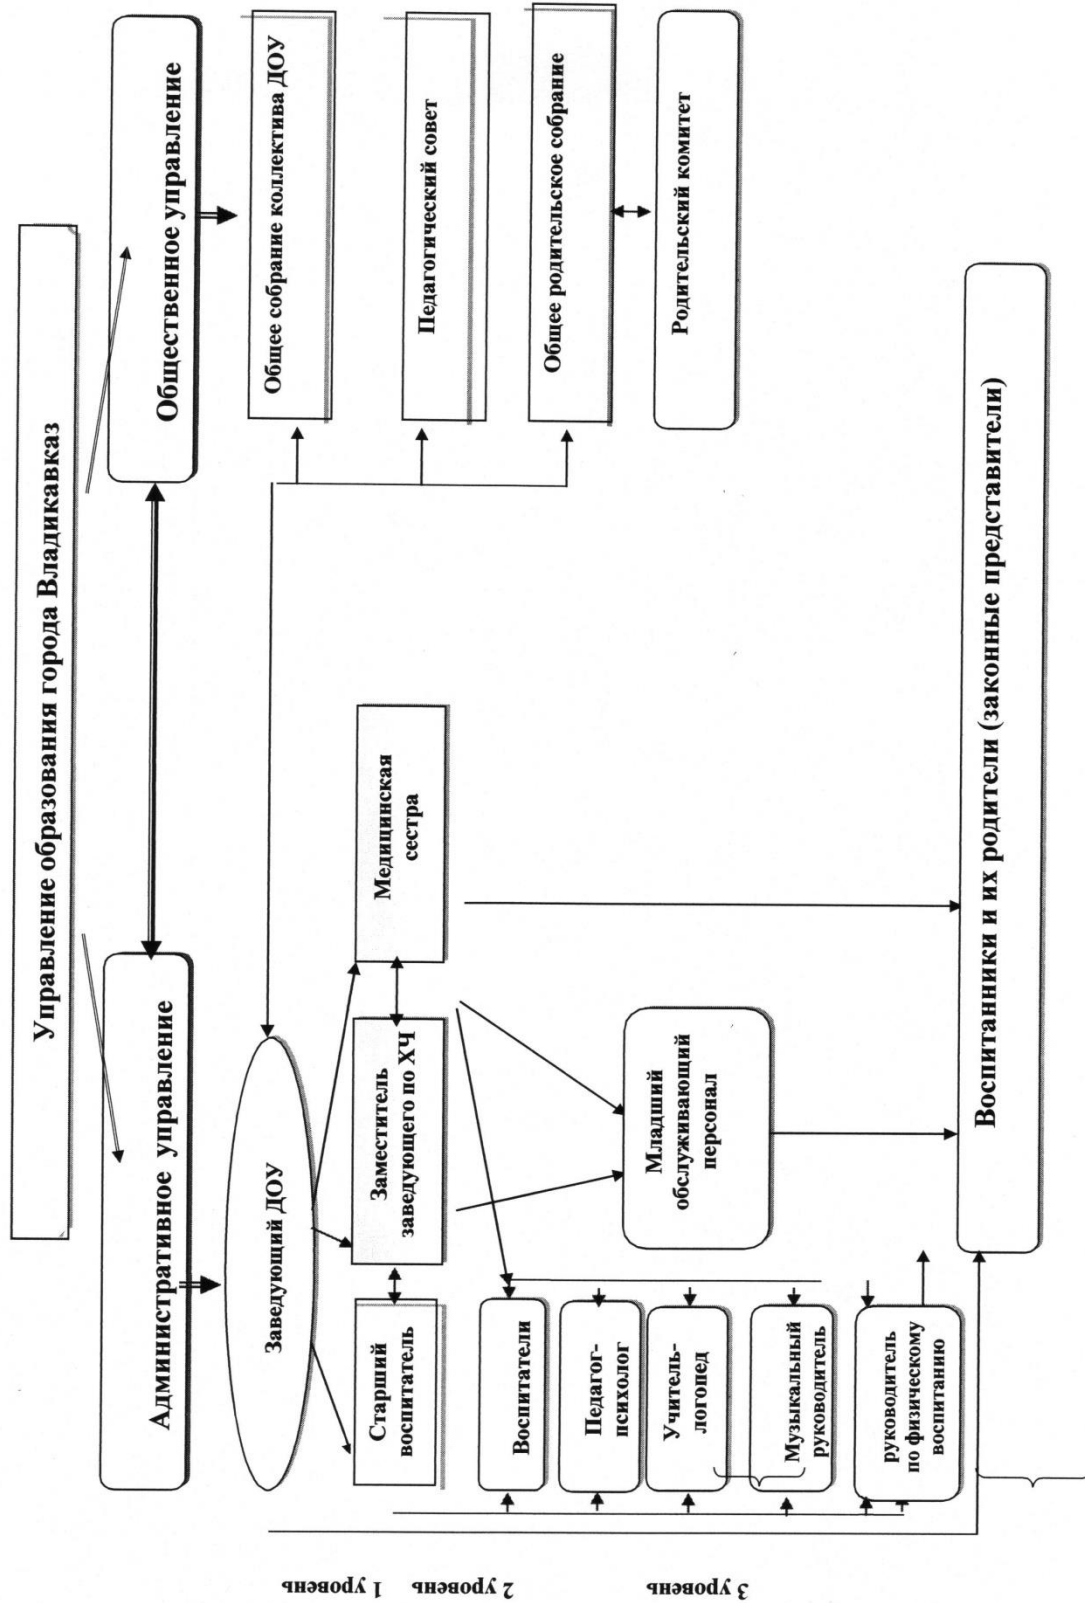 Управление образования города Владикавказ
Административное управление
Общественное управление
Заведующий ДОУ
Общее собрание коллектива ДОУ
1 уровень
Старший
воспитатель
Заместитель
заведующего по ХЧ
Медицинская
сестра
Педагогический совет
2 уровень
Воспитатели
Общее родительское собрание
Педагог-
психолог
Учитель-
логопед
Младший
обслуживающий
персонал
Родительский комитет
3 уровень
Музыкальный
руководитель
руководитель
по физическому
воспитанию
Воспитанники и их родители (законные представители)